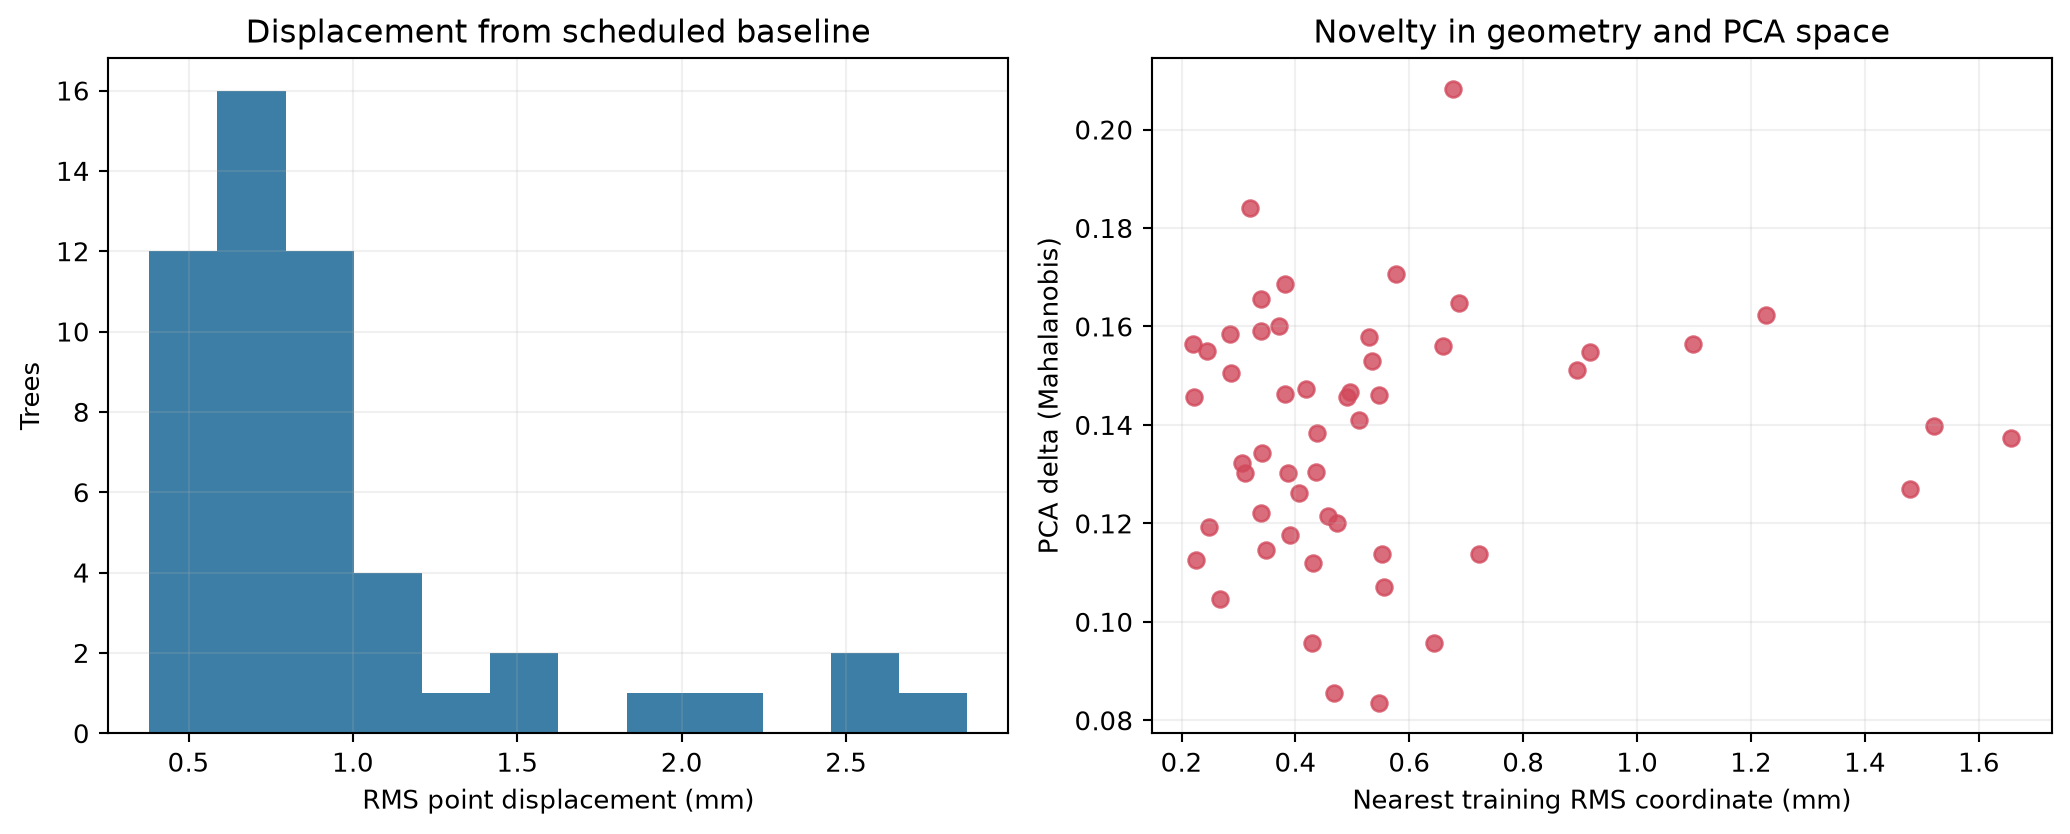 Displacement from scheduled baseline
16
14
12
10
8
6
4
2
0
Trees
0.5 1.0 1.5 2.0 2.5
RMS point displacement (mm)
Novelty in geometry and PCA space
0.20
0.18
0.16
0.14
0.12
0.10
0.08
PCA delta (Mahalanobis)
0.2 0.4 0.6 0.8 1.0 1.2 1.4 1.6
Nearest training RMS coordinate (mm)